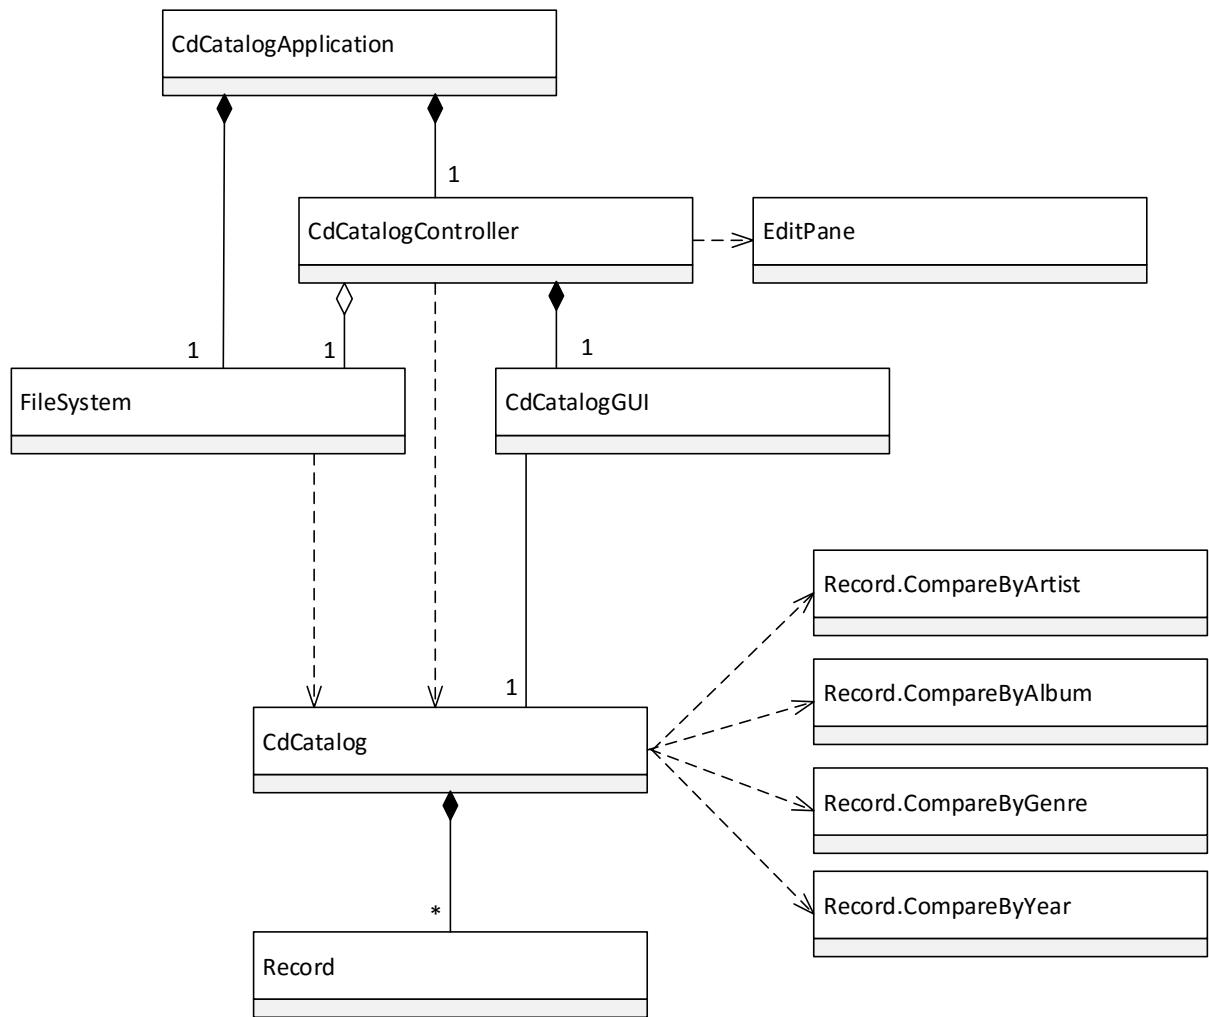 CdCatalogApplication
1
CdCatalogController
EditPane
1
1
1
FileSystem
CdCatalogGUI
Record.CompareByArtist
1
Record.CompareByAlbum
CdCatalog
Record.CompareByGenre
*
Record.CompareByYear
Record